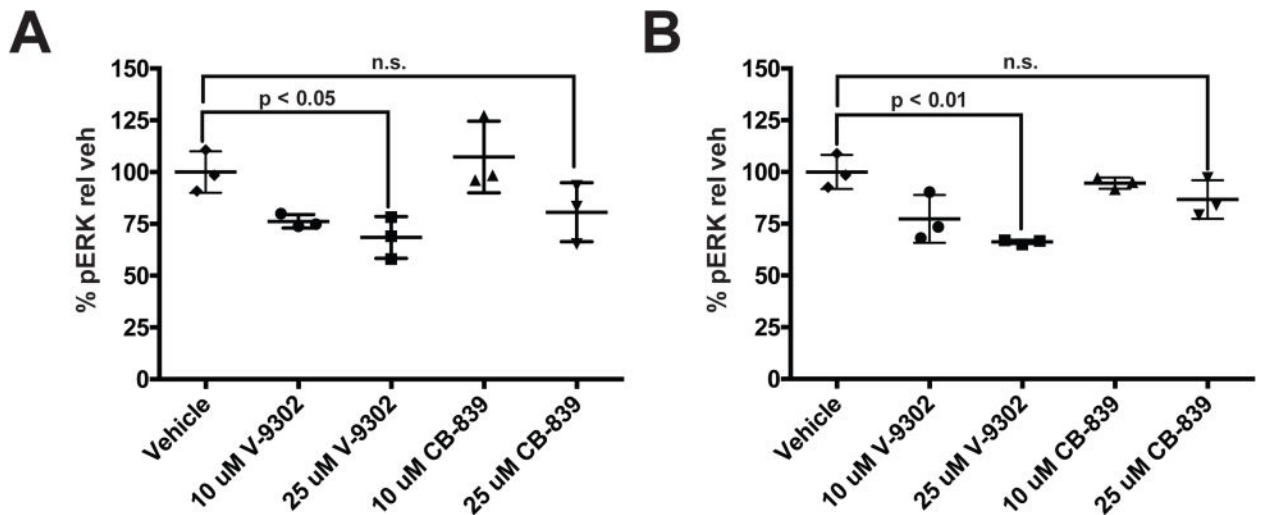 A
% pERK rel veh
150
125
100
75
50
25
0
n.s.
p < 0.05
Vehicle
10 uM V-9302
25 uM V-9302
10 uM CB-839
25 uM CB-839
B
% pERK rel veh
150
125
100
75
50
25
0
n.s.
p < 0.01
Vehicle
10 uM V-9302
25 uM V-9302
10 uM CB-839
25 uM CB-839